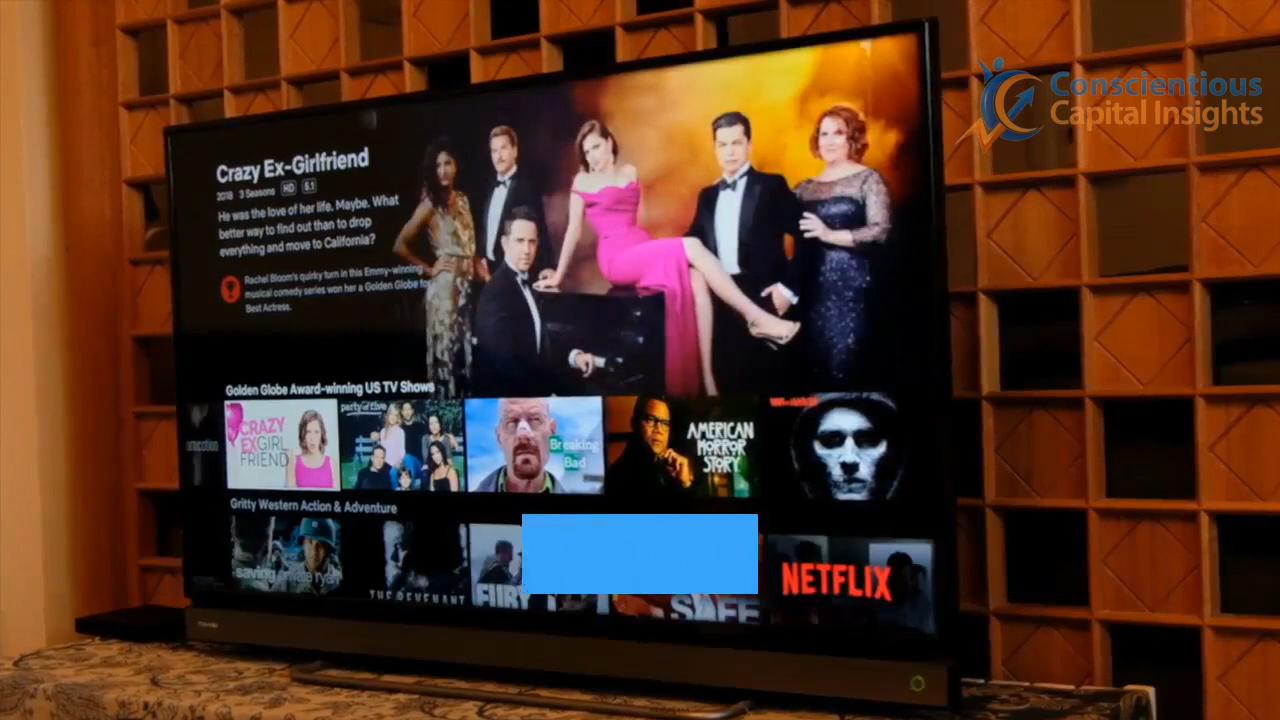 Conscientious
Capital Insights
Crazy Ex-Girlfriend
2018 3 Seasons HD 5.1
He was the love of her life. Maybe. What
better way to find out than to drop
everything and move to California?
Rachel Bloom's quirky turn in this Emmy-winning
musical comedy series won her a Golden Globe for
Best Actress.
Golden Globe Award-winning US TV Shows
CRAZY
EX GIRL
FRIEND
party of five
Breaking
Bad
AMERICAN
HORROR
STORY
Gritty Western Action & Adventure
saving private ryan
THE REVENANT
FURY
SAFE
NETFLIX
TOSHIBA